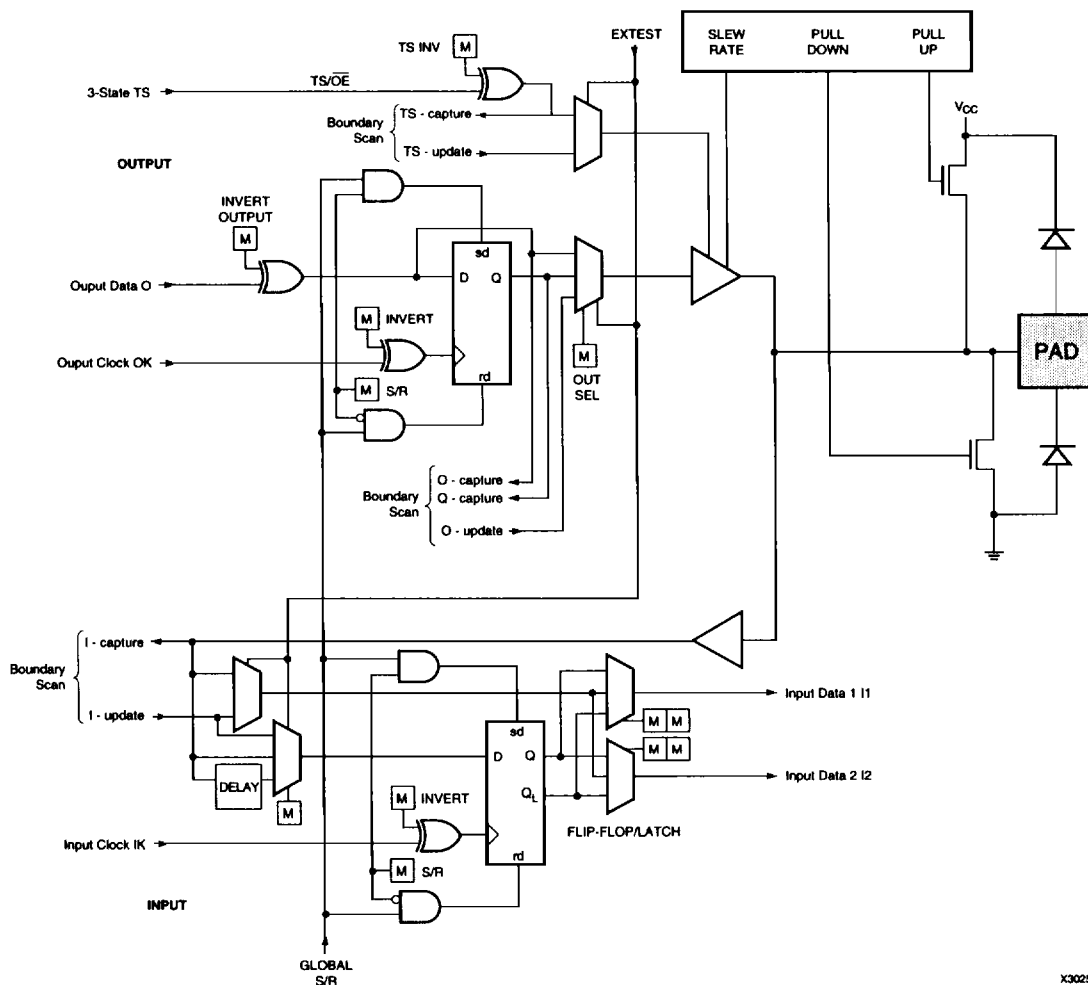 EXTEST
SLEW
RATE
PULL
DOWN
PULL
UP
TS INV
M
TS/OE
3-State TS
VCC
TS - capture
Boundary
Scan
TS - update
OUTPUT
INVERT
OUTPUT
M
sd
D
Q
Ouput Data O
M
INVERT
M
OUT
SEL
PAD
Ouput Clock OK
rd
M
S/R
O - capture
Q - capture
Boundary
Scan
O - update
I - capture
Boundary
Scan
1 - update
Input Data 1 I1
M
M
sd
D
Q
M
M
Input Data 2 I2
DELAY
QL
M
M
INVERT
FLIP-FLOP/LATCH
Input Clock IK
rd
M
S/R
INPUT
GLOBAL
S/R
X3025